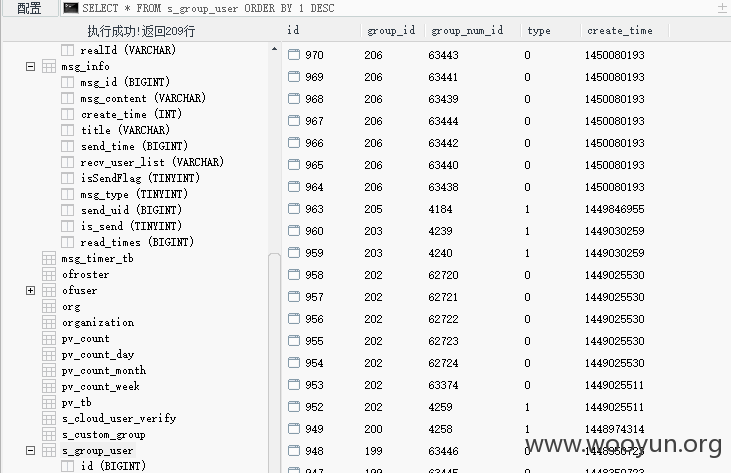 配置
SELECT * FROM s_group_user ORDER BY 1 DESC
执行成功!返回209行
realId (VARCHAR)
msg_info
msg_id (BIGINT)
msg_content (VARCHAR)
create_time (INT)
title (VARCHAR)
send_time (BIGINT)
recv_user_list (VARCHAR)
isSendFlag (TINYINT)
msg_type (TINYINT)
send_uid (BIGINT)
is_send (TINYINT)
read_times (BIGINT)
msg_timer_tb
ofroster
ofuser
org
organization
pv_count
pv_count_day
pv_count_month
pv_count_week
pv_tb
s_cloud_user_verify
s_custom_group
s_group_user
id (BIGINT)
id group_id group_num_id type create_time
970 206 63443 0 1450080193
969 206 63441 0 1450080193
968 206 63439 0 1450080193
967 206 63444 0 1450080193
966 206 63442 0 1450080193
965 206 63440 0 1450080193
964 206 63438 0 1450080193
963 205 4184 1 1449846955
960 203 4239 1 1449030259
959 203 4240 1 1449030259
958 202 62720 0 1449025530
957 202 62721 0 1449025530
956 202 62722 0 1449025530
955 202 62723 0 1449025530
954 202 62724 0 1449025530
953 202 63374 0 1449025511
952 202 4259 1 1449025511
949 200 4258 1 1448974314
948 199 63446 0 1448350723
www.wooyun.org